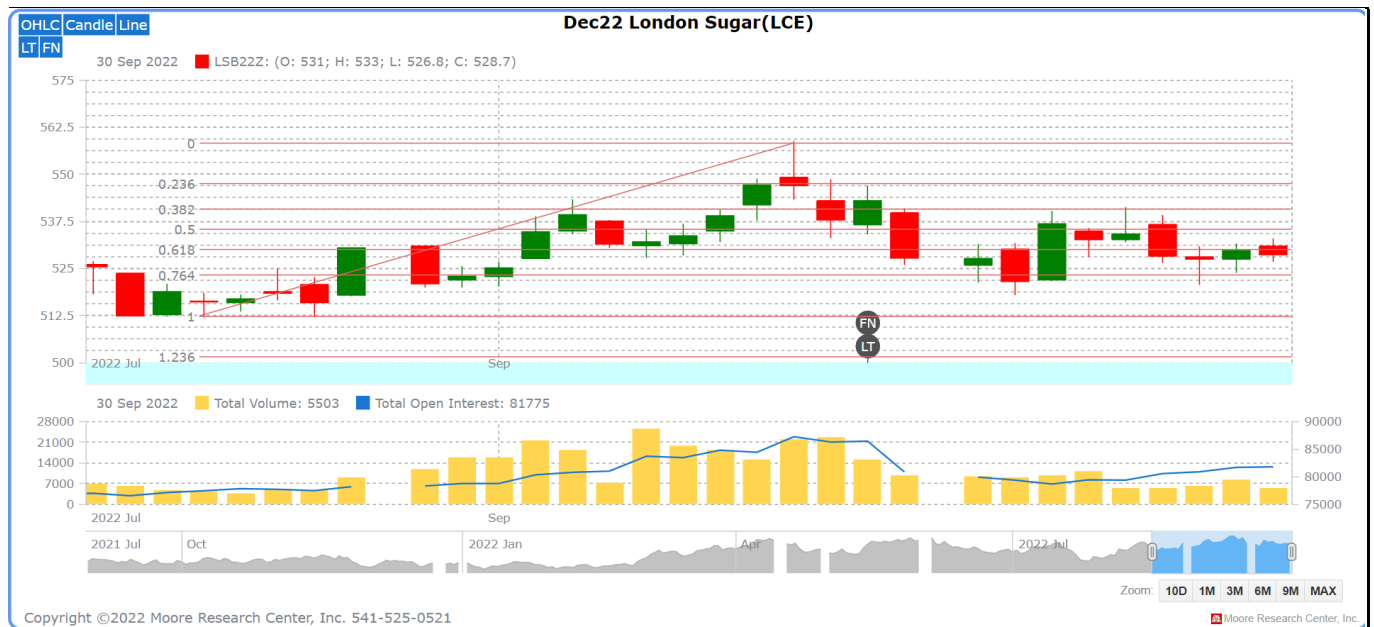 Dec22 London Sugar(LCE)
OHLC Candle Line
LT FN
30 Sep 2022 LSB22Z: (O: 531; H: 533; L: 526.8; C: 528.7)
575
562.5
0
550
0.236
0.382
537.5
0.5
0.618
525
0.764
512.5
1
FN
LT
1.236
500
2022 Jul Sep
30 Sep 2022 Total Volume: 5503 Total Open Interest: 81775
28000 90000
21000 85000
14000
7000 80000
0 75000
2022 Jul Sep
2021 Jul Oct 2022 Jan Apr 2022 Jul
Zoom: 10D 1M 3M 6M 9M MAX
Copyright ©2022 Moore Research Center, Inc. 541-525-0521
Moore Research Center, Inc.